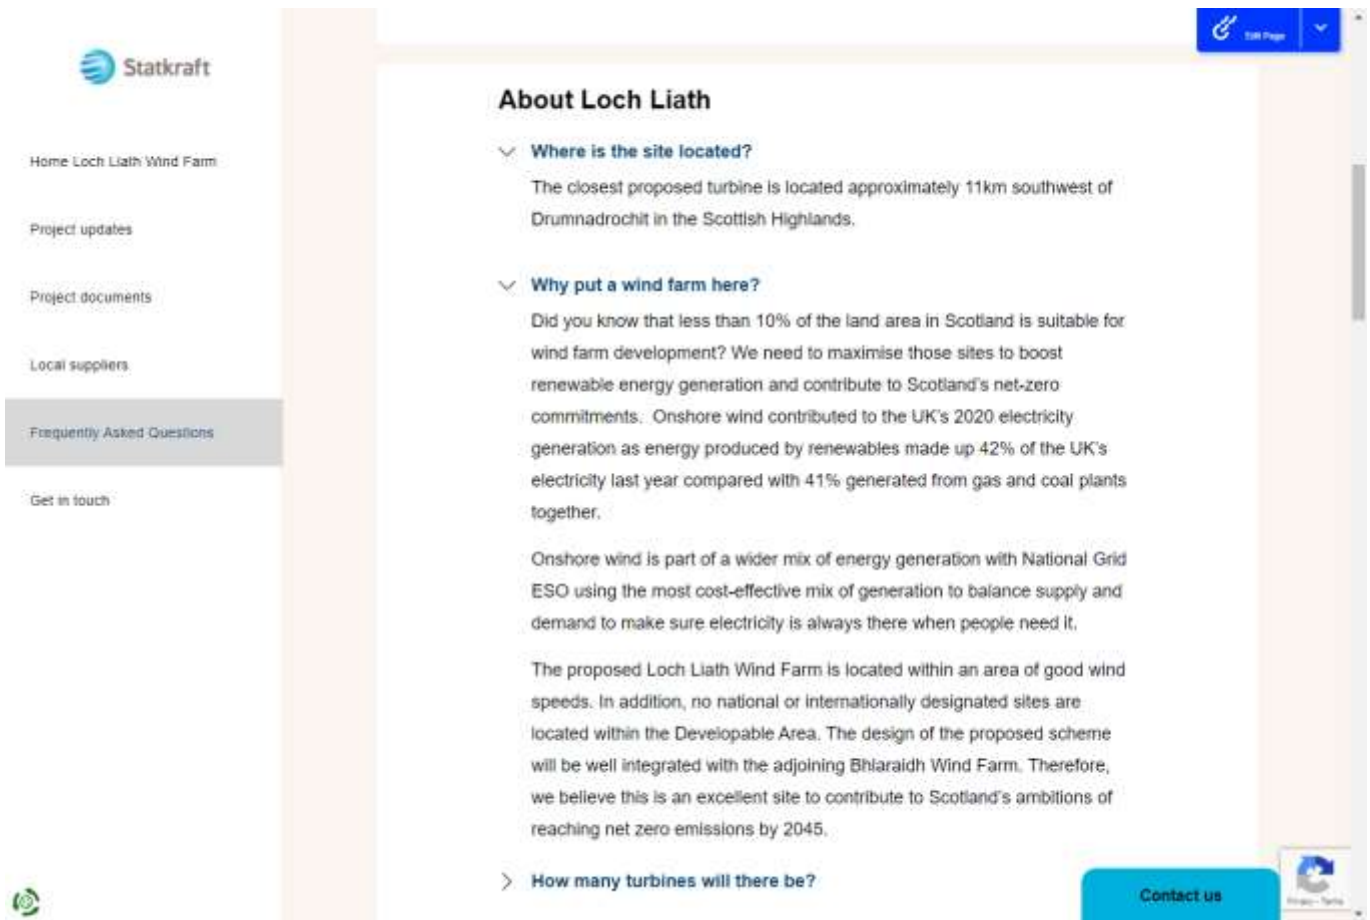 Edit Page
Statkraft
Home Loch Liath Wind Farm
Project updates
Project documents
Local suppliers
Frequently Asked Questions
Get in touch
About Loch Liath
Where is the site located?
The closest proposed turbine is located approximately 11km southwest of
Drumnadrochit in the Scottish Highlands.
Why put a wind farm here?
Did you know that less than 10% of the land area in Scotland is suitable for
wind farm development? We need to maximise those sites to boost
renewable energy generation and contribute to Scotland's net-zero
commitments.  Onshore wind contributed to the UK's 2020 electricity
generation as energy produced by renewables made up 42% of the UK's
electricity last year compared with 41% generated from gas and coal plants
together.
Onshore wind is part of a wider mix of energy generation with National Grid
ESO using the most cost-effective mix of generation to balance supply and
demand to make sure electricity is always there when people need it.
The proposed Loch Liath Wind Farm is located within an area of good wind
speeds. In addition, no national or internationally designated sites are
located within the Developable Area. The design of the proposed scheme
will be well integrated with the adjoining Bhlaraidh Wind Farm. Therefore,
we believe this is an excellent site to contribute to Scotland's ambitions of
reaching net zero emissions by 2045.
How many turbines will there be?
Contact us
Privacy - Terms